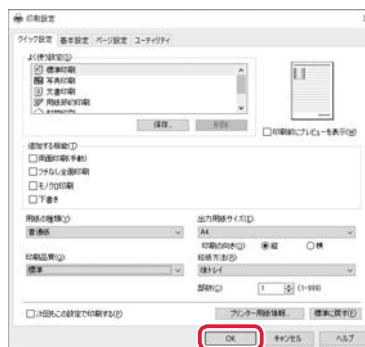 印刷設定
クイック設定 基本設定 ページ設定 ユーティリティ
よく使う設定(S)
標準印刷
写真印刷
文書印刷
用紙節約印刷
保存... 削除...
印刷前にプレビューを表示(W)
追加する機能(T)
両面印刷(手動)
フチなし全面印刷
モノクロ印刷
下書き
用紙の種類(Y)
普通紙
出力用紙サイズ(E)
A4
印刷の向き(O) 縦 横
印刷品質(Q)
標準
給紙方法(R)
後トレイ
部数(C) 1 (1-999)
次回もこの設定で印刷する(P)
プリンター用紙情報... 標準に戻す(F)
OK キャンセル ヘルプ